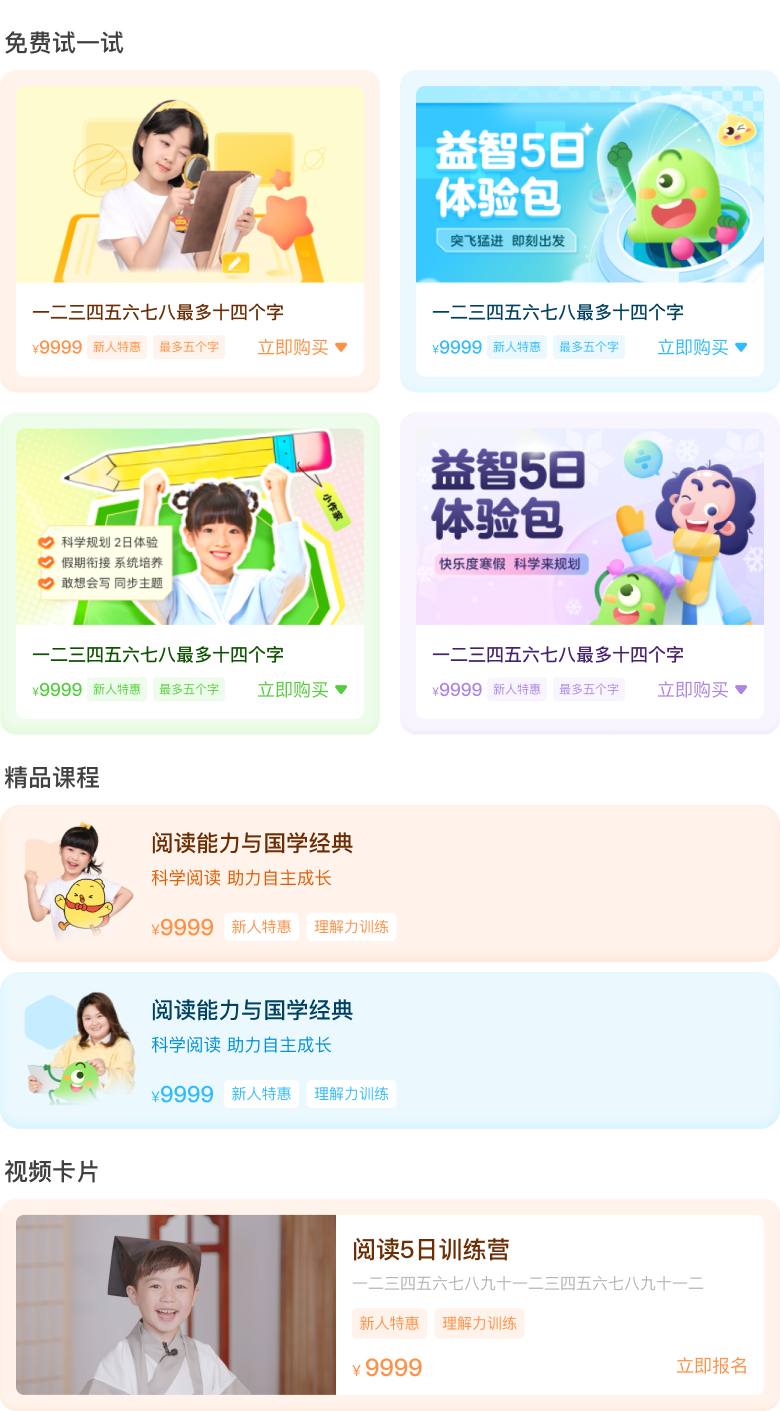 免费试一试
益智5日
体验包
突飞猛进 即刻出发
一二三四五六七八最多十四个字
¥9999 新人特惠 最多五个字 立即购买
一二三四五六七八最多十四个字
¥9999 新人特惠 最多五个字 立即购买
小作家
科学规划 2日体验
假期衔接 系统培养
敢想会写 同步主题
益智5日
体验包
快乐度寒假 科学来规划
一二三四五六七八最多十四个字
¥9999 新人特惠 最多五个字 立即购买
一二三四五六七八最多十四个字
¥9999 新人特惠 最多五个字 立即购买
精品课程
阅读能力与国学经典
科学阅读 助力自主成长
¥9999 新人特惠 理解力训练
阅读能力与国学经典
科学阅读 助力自主成长
¥9999 新人特惠 理解力训练
视频卡片
阅读5日训练营
一二三四五六七八九十一二三四五六七八九十一二
新人特惠 理解力训练
¥ 9999 立即报名